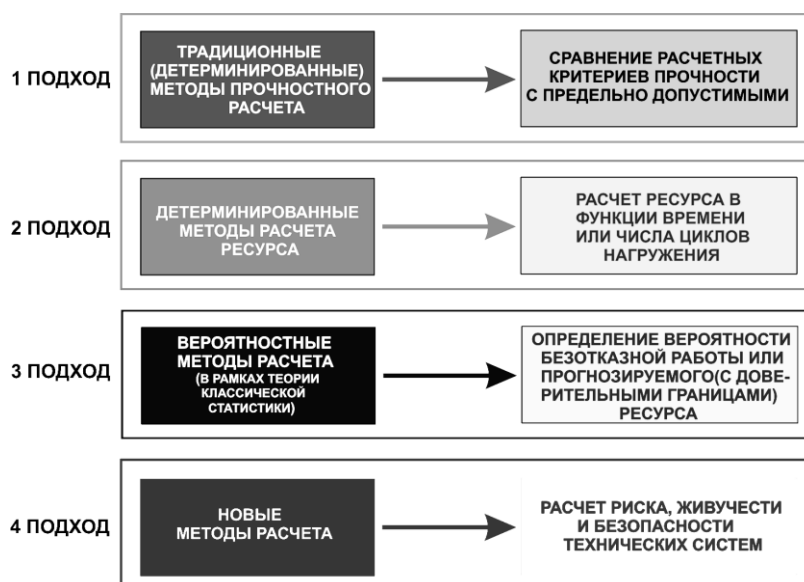 1 ПОДХОД
ТРАДИЦИОННЫЕ
(ДЕТЕРМИНИРОВАННЫЕ)
МЕТОДЫ ПРОЧНОСТНОГО
РАСЧЕТА
СРАВНЕНИЕ РАСЧЕТНЫХ
КРИТЕРИЕВ ПРОЧНОСТИ
С ПРЕДЕЛЬНО ДОПУСТИМЫМИ
2 ПОДХОД
ДЕТЕРМИНИРОВАННЫЕ
МЕТОДЫ РАСЧЕТА
РЕСУРСА
РАСЧЕТ РЕСУРСА В
ФУНКЦИИ ВРЕМЕНИ
ИЛИ ЧИСЛА ЦИКЛОВ
НАГРУЖЕНИЯ
3 ПОДХОД
ВЕРОЯТНОСТНЫЕ
МЕТОДЫ РАСЧЕТА
(В РАМКАХ ТЕОРИИ
КЛАССИЧЕСКОЙ
СТАТИСТИКИ)
ОПРЕДЕЛЕНИЕ ВЕРОЯТНОСТИ
БЕЗОТКАЗНОЙ РАБОТЫ ИЛИ
ПРОГНОЗИРУЕМОГО(С ДОВЕ-
РИТЕЛЬНЫМИ ГРАНИЦАМИ)
РЕСУРСА
4 ПОДХОД
НОВЫЕ
МЕТОДЫ РАСЧЕТА
РАСЧЕТ РИСКА, ЖИВУЧЕСТИ
И БЕЗОПАСНОСТИ
ТЕХНИЧЕСКИХ СИСТЕМ